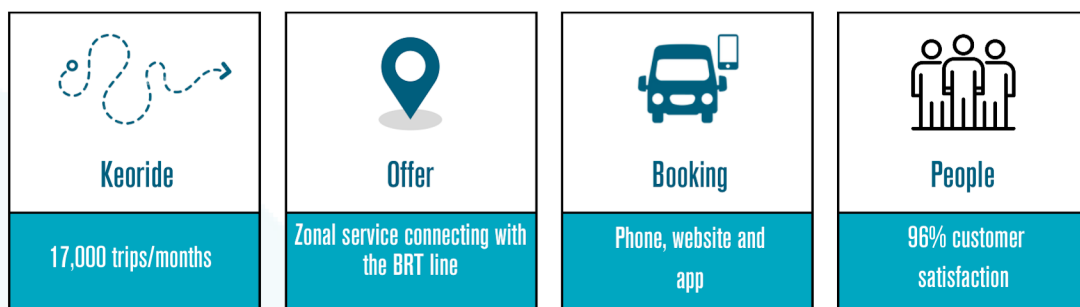 Keoride
17,000 trips/months
Offer
Zonal service connecting with
the BRT line
Booking
Phone, website and
app
People
96% customer
satisfaction